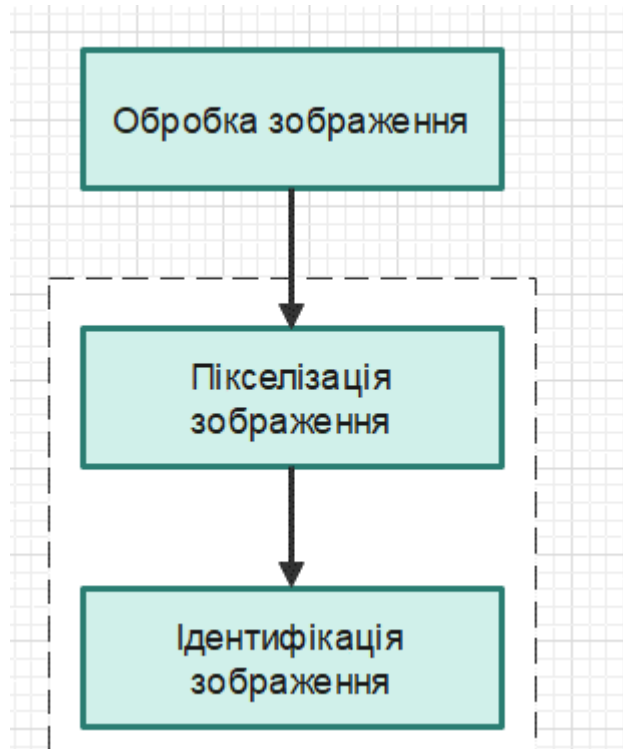 Обробка зображення
Пікселізація
зображення
Ідентифікація
зображення